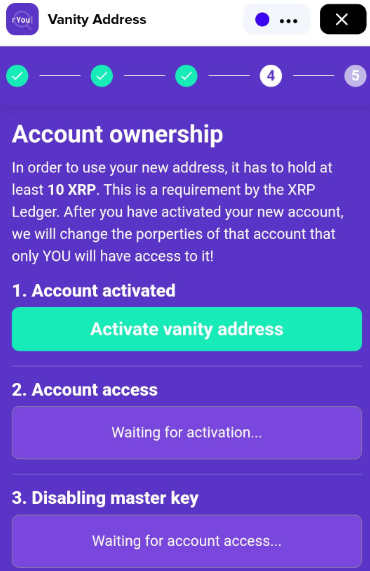 rYou
Vanity Address
4
5
Account ownership
In order to use your new address, it has to hold at
least 10 XRP. This is a requirement by the XRP
Ledger. After you have activated your new account,
we will change the porperties of that account that
only YOU will have access to it!
1. Account activated
Activate vanity address
2. Account access
Waiting for activation...
3. Disabling master key
Waiting for account access...